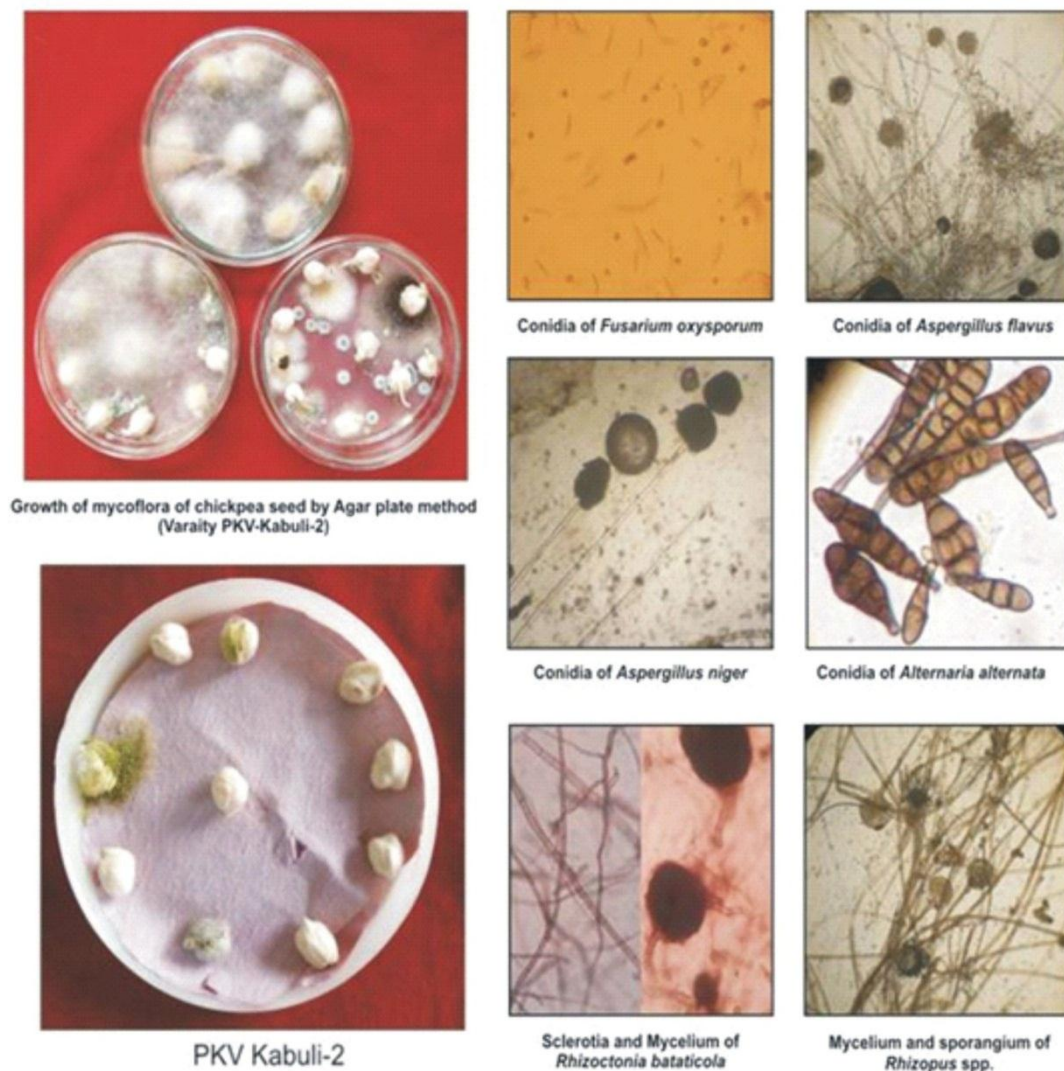 Growth of mycoflora of chickpea seed by Agar plate method
(Varaity PKV-Kabuli-2)
PKV Kabuli-2
Conidia of Fusarium oxysporum
Conidia of Aspergillus flavus
Conidia of Aspergillus niger
Conidia of Alternaria alternata
Sclerotia and Mycelium of
Rhizoctonia bataticola
Mycelium and sporangium of
Rhizopus spp.